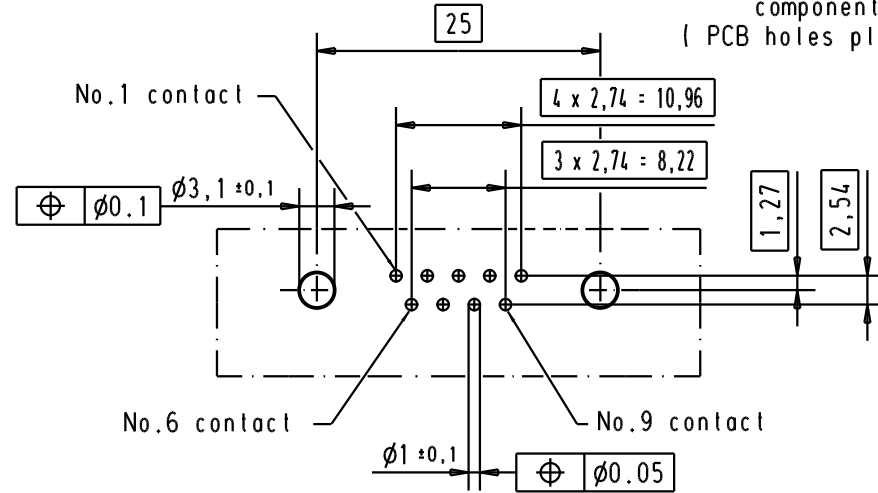 component
( PCB holes pl
25
No.1 contact
4 x 2,74 = 10,96
3 x 2,74 = 8,22
⌖ ø0.1
ø3,1 ±0,1
1,27
2,54
No.6 contact
No.9 contact
ø1 ±0,1
⌖ ø0.05